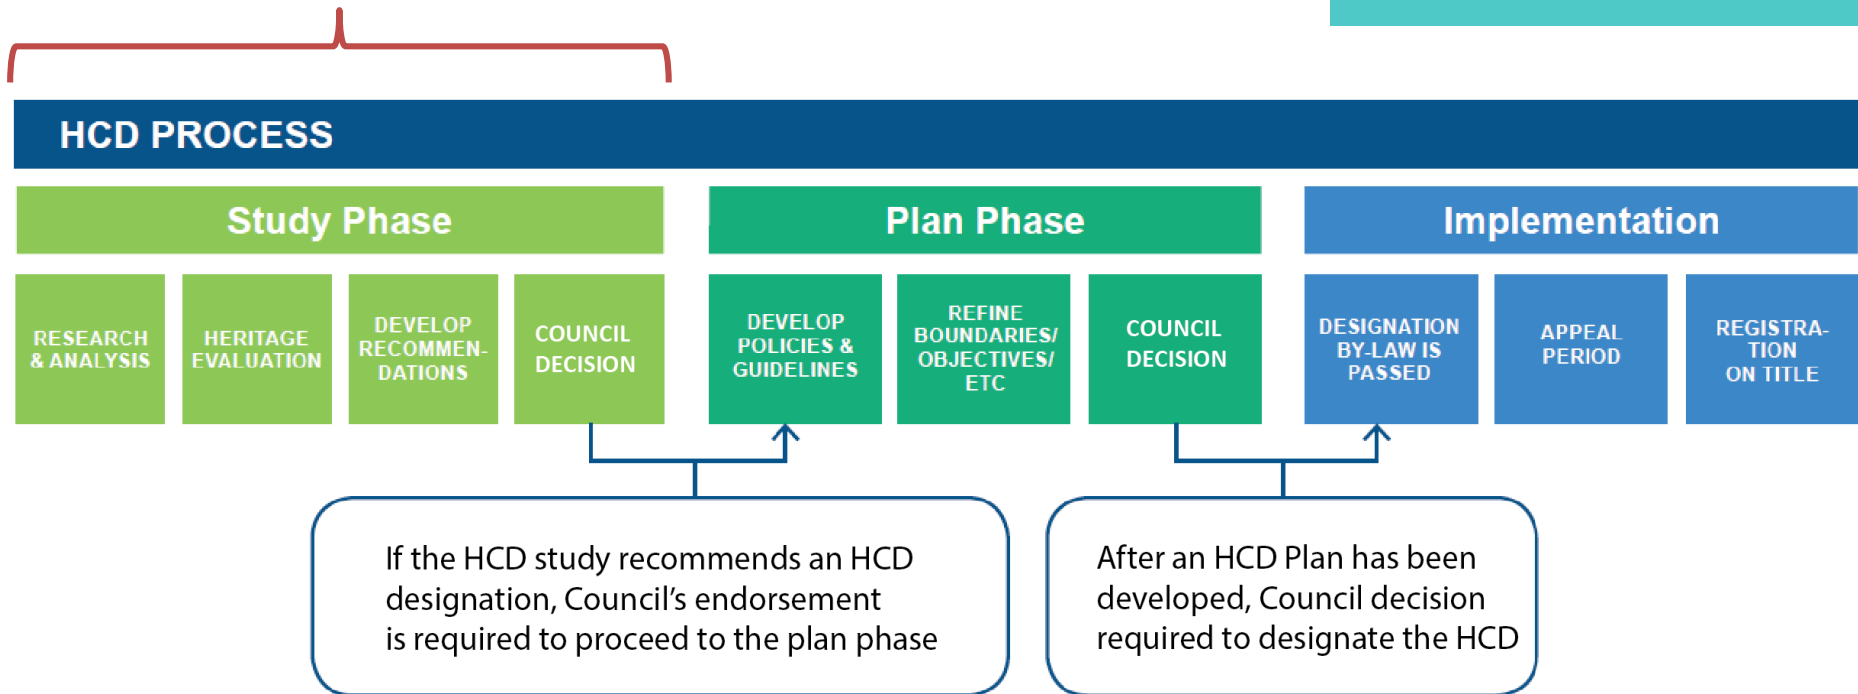 HCD PROCESS
Study Phase
RESEARCH
& ANALYSIS
HERITAGE
EVALUATION
DEVELOP
RECOMMEN-
DATIONS
COUNCIL
DECISION
Plan Phase
DEVELOP
POLICIES &
GUIDELINES
REFINE
BOUNDARIES/
OBJECTIVES/
ETC
COUNCIL
DECISION
Implementation
DESIGNATION
BY-LAW IS
PASSED
APPEAL
PERIOD
REGISTRA-
TION
ON TITLE
If the HCD study recommends an HCD
designation, Council’s endorsement
is required to proceed to the plan phase
After an HCD Plan has been
developed, Council decision
required to designate the HCD